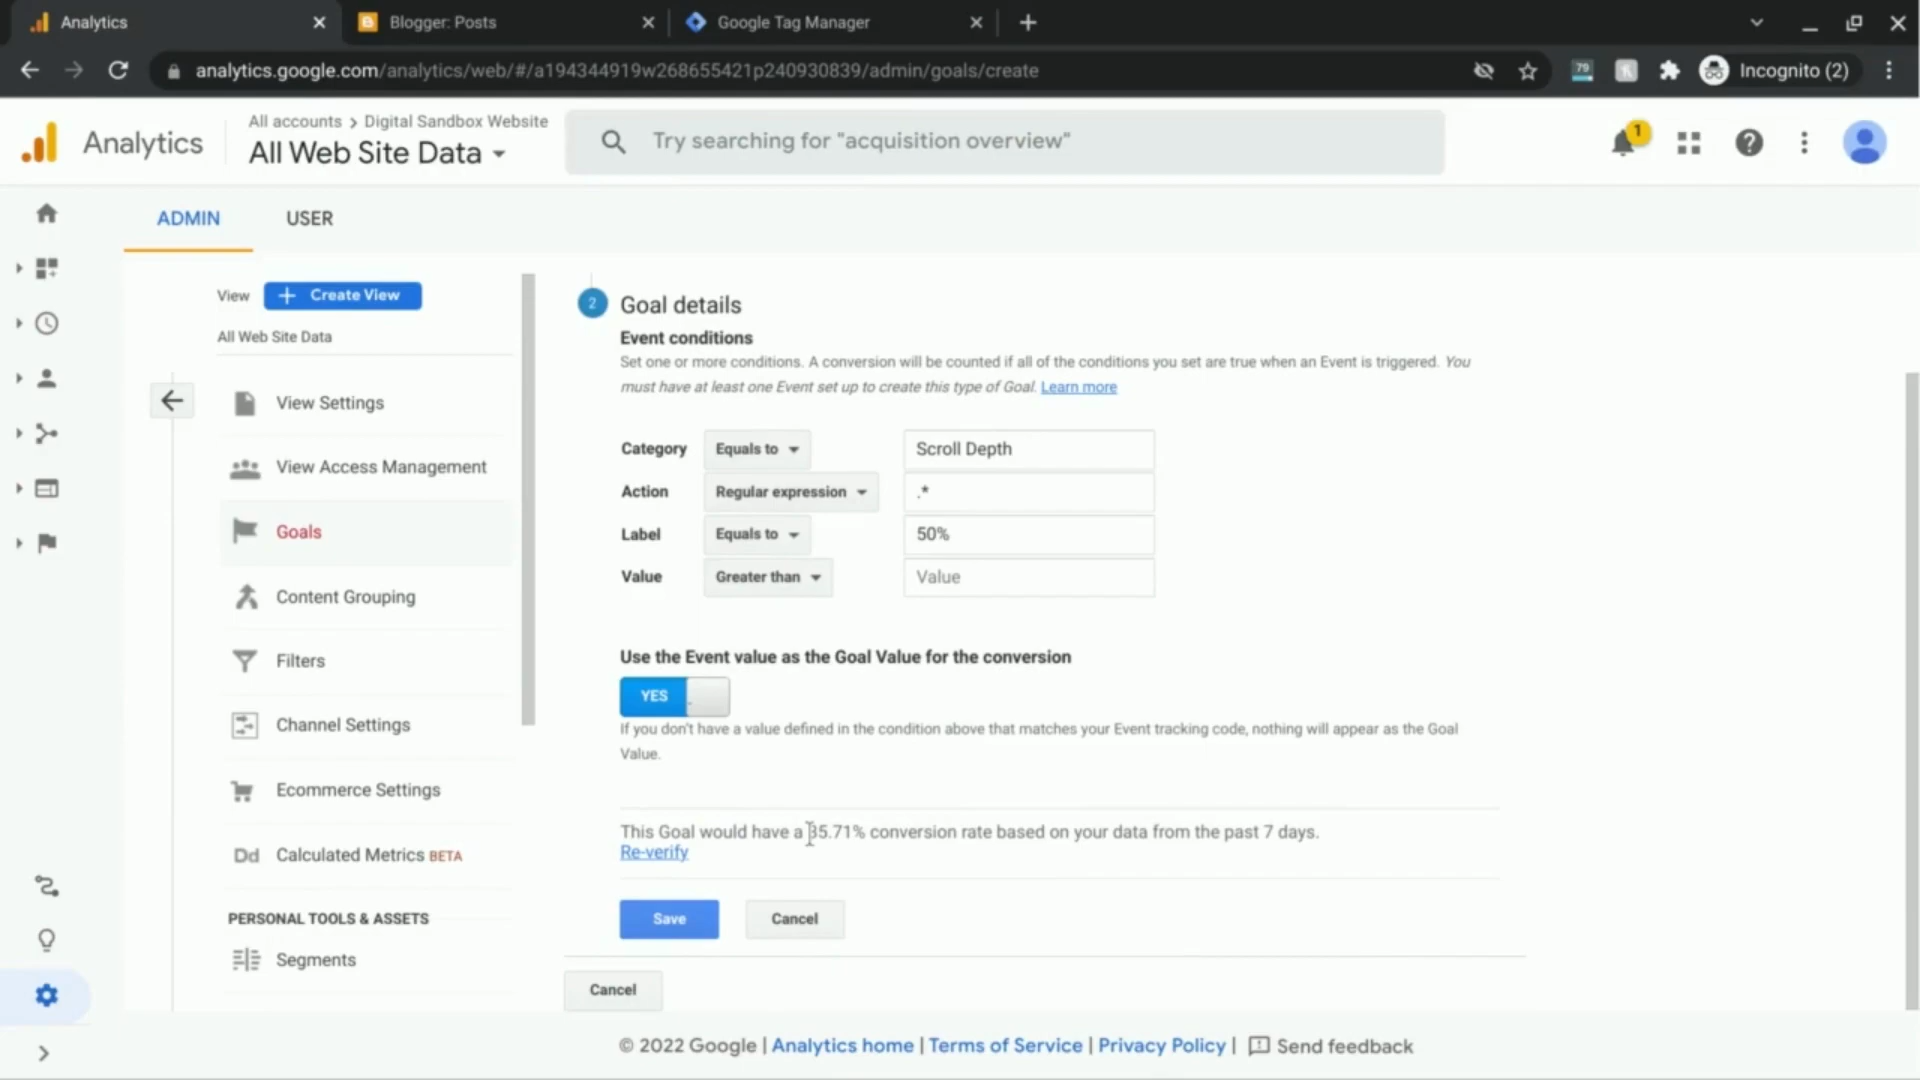 Analytics
Blogger: Posts
Google Tag Manager
analytics.google.com/analytics/web/#/a194344919w268655421p240930839/admin/goals/create
79
Incognito (2)
Analytics
All accounts > Digital Sandbox Website
All Web Site Data
Try searching for "acquisition overview"
1
ADMIN
USER
View
+ Create View
All Web Site Data
View Settings
View Access Management
Goals
Content Grouping
Filters
Channel Settings
Ecommerce Settings
Dd Calculated Metrics BETA
PERSONAL TOOLS & ASSETS
Segments
2 Goal details
Event conditions
Set one or more conditions. A conversion will be counted if all of the conditions you set are true when an Event is triggered. You
must have at least one Event set up to create this type of Goal. Learn more
Category Equals to Scroll Depth
Action Regular expression .*
Label Equals to 50%
Value Greater than Value
Use the Event value as the Goal Value for the conversion
YES
If you don't have a value defined in the condition above that matches your Event tracking code, nothing will appear as the Goal
Value.
This Goal would have a 35.71% conversion rate based on your data from the past 7 days.
Re-verify
Save
Cancel
Cancel
© 2022 Google | Analytics home | Terms of Service | Privacy Policy | Send feedback